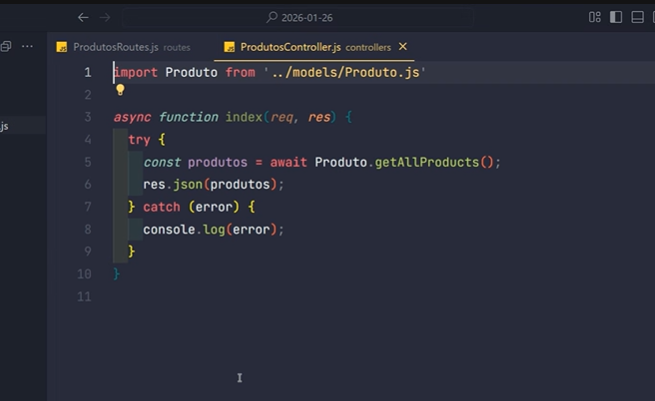 2026-01-26
ProdutosRoutes.js routes
ProdutosController.js controllers
.js
1 import Produto from '../models/Produto.js'
2
3 async function index(req, res) {
4 try {
5 const produtos = await Produto.getAllProducts();
6 res.json(produtos);
7 } catch (error) {
8 console.log(error);
9 }
10 }
11